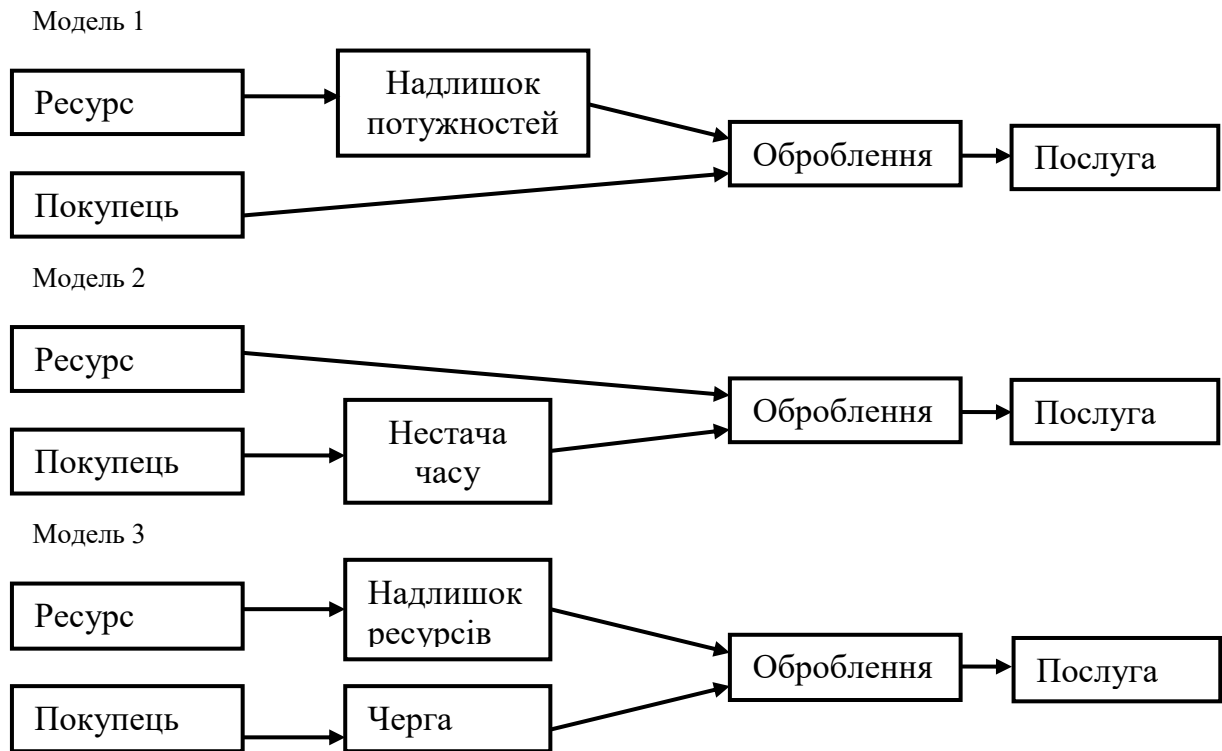 Модель 1
Ресурс
Надлишок
потужностей
Оброблення
Послуга
Покупець
Модель 2
Ресурс
Оброблення
Послуга
Покупець
Нестача
часу
Модель 3
Ресурс
Надлишок
ресурсів
Оброблення
Послуга
Покупець
Черга